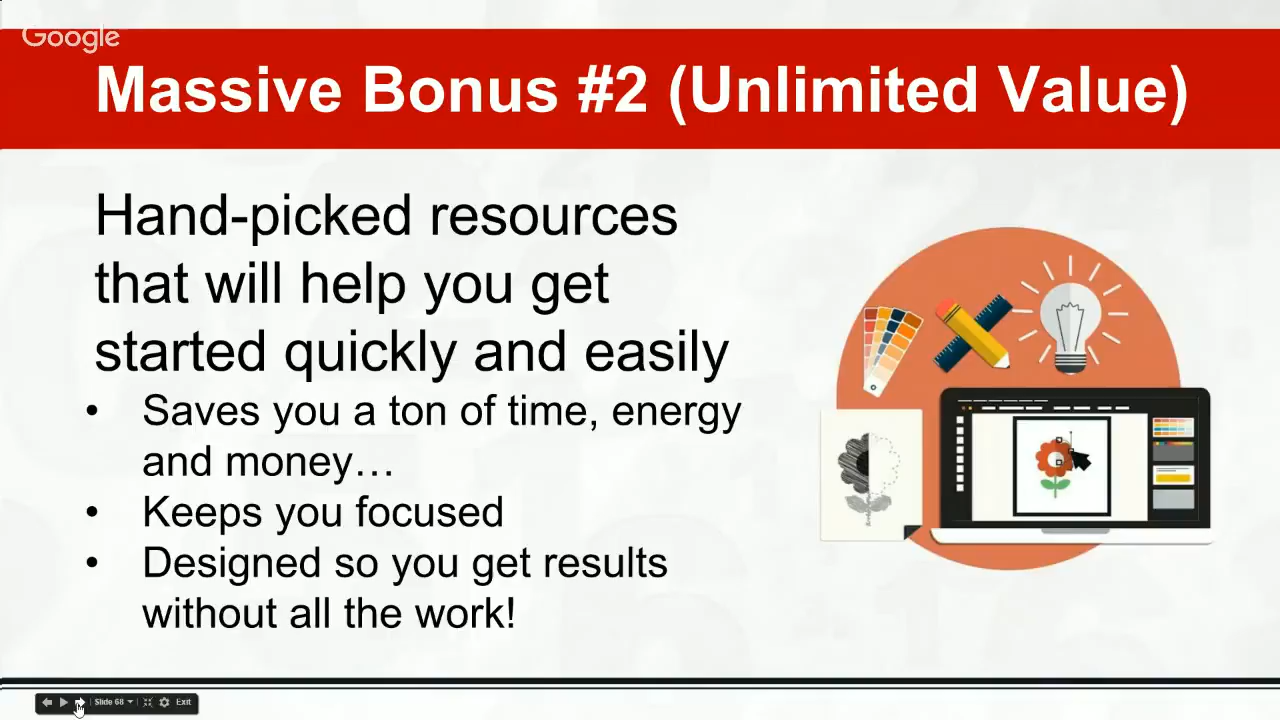 Google
Massive Bonus #2 (Unlimited Value)
Hand-picked resources
that will help you get
started quickly and easily
• Saves you a ton of time, energy
and money…
• Keeps you focused
• Designed so you get results
without all the work!
Slide 68
Exit